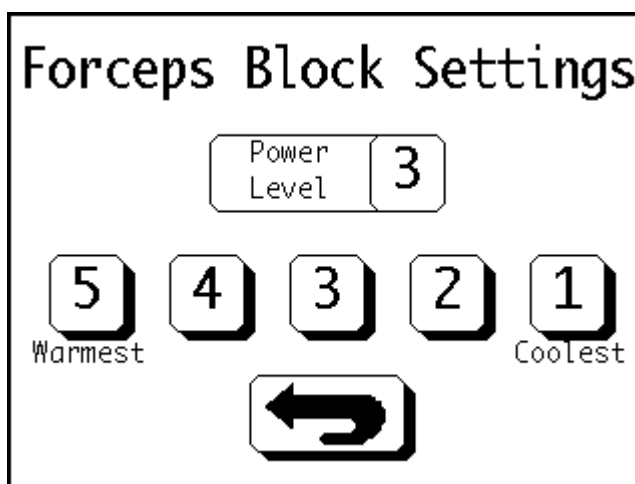 Forceps Block Settings
Power
Level
3
5 4 3 2 1
Warmest Coolest